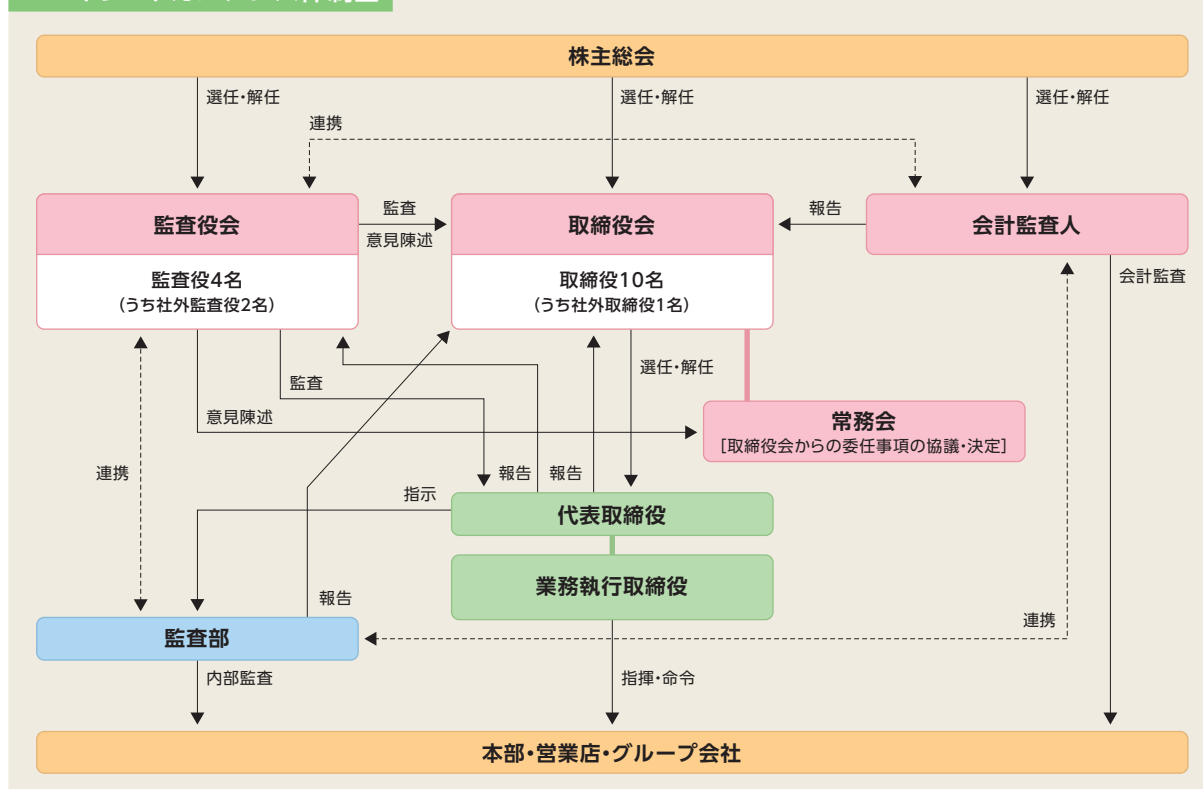 株主総会
選任・解任
選任・解任
選任・解任
連携
監査役会
監査
意見陳述
取締役会
報告
会計監査人
監査役4名
(うち社外監査役2名)
取締役10名
(うち社外取締役1名)
会計監査
選任・解任
監査
意見陳述
常務会
[取締役会からの委任事項の協議・決定]
連携
報告
報告
指示
代表取締役
業務執行取締役
報告
連携
監査部
内部監査
指揮・命令
本部・営業店・グループ会社